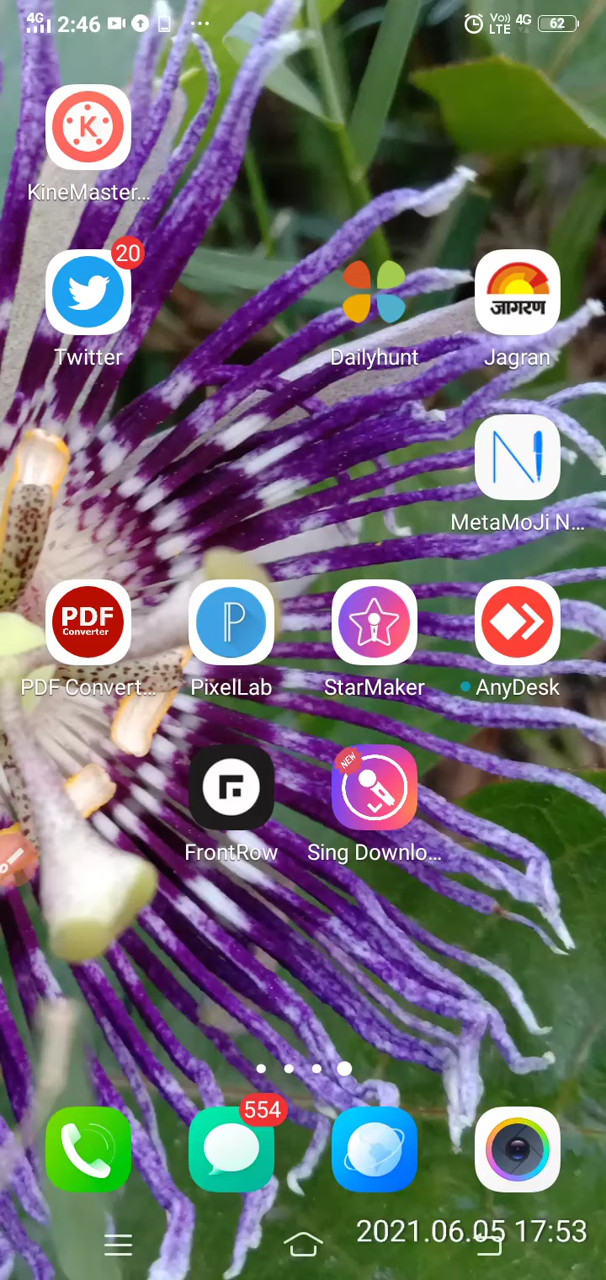 4G 2:46 ... Vo)) LTE 4G 62
K
KineMaster...
20
Twitter
Dailyhunt
जागरण
Jagran
N
MetaMoJi N...
PDF
Converter
PDF Convert...
P
PixelLab
StarMaker
AnyDesk
FrontRow
NEW
Sing Downlo...
554
2021.06.05 17:53